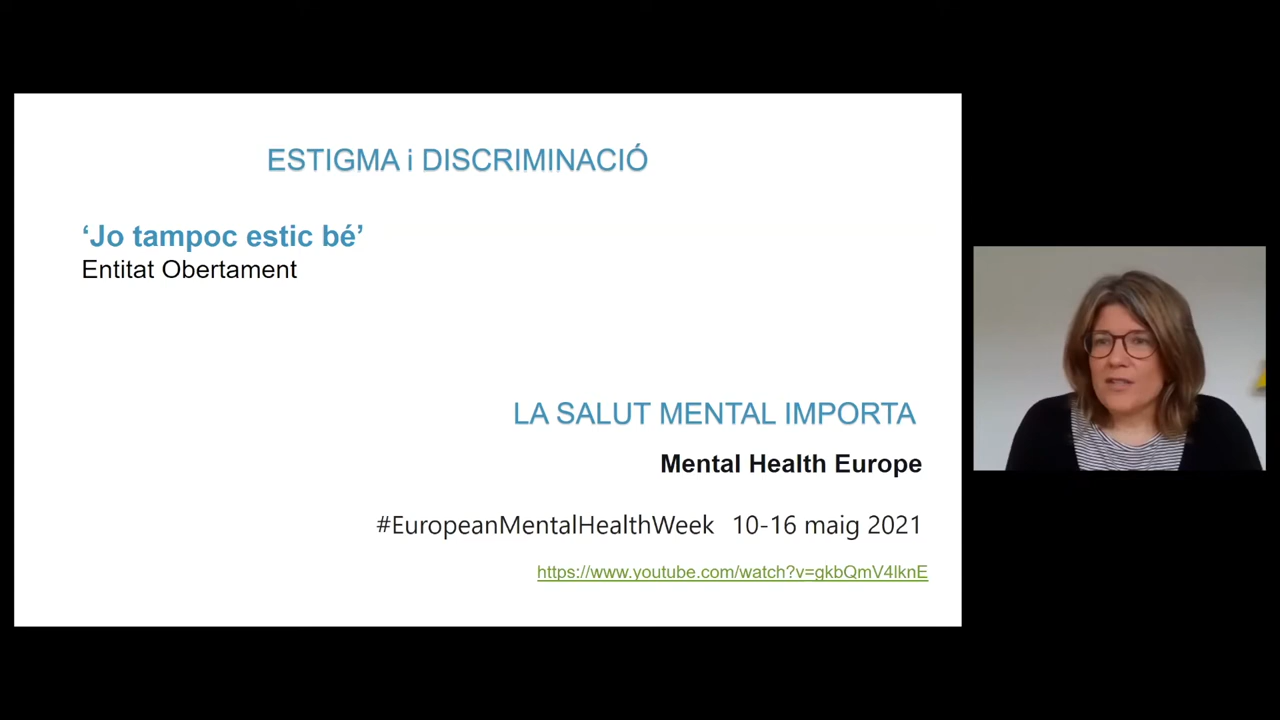 ESTIGMA i DISCRIMINACIÓ
‘Jo tampoc estic bé’
Entitat Obertament
LA SALUT MENTAL IMPORTA
Mental Health Europe
#EuropeanMentalHealthWeek 10-16 maig 2021
https://www.youtube.com/watch?v=gkbQmV4lknE